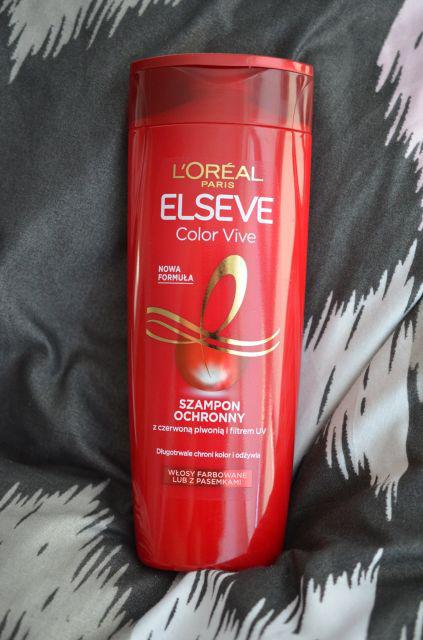 L'ORÉAL
PARIS
ELSEVE
Color Vive
NOWA
FORMUŁA
SZAMPON
OCHRONNY
z czerwoną piwonią i filtrem UV
Długotrwale chroni kolor i odżywia
WŁOSY FARBOWANE
LUB Z PASEMKAMI